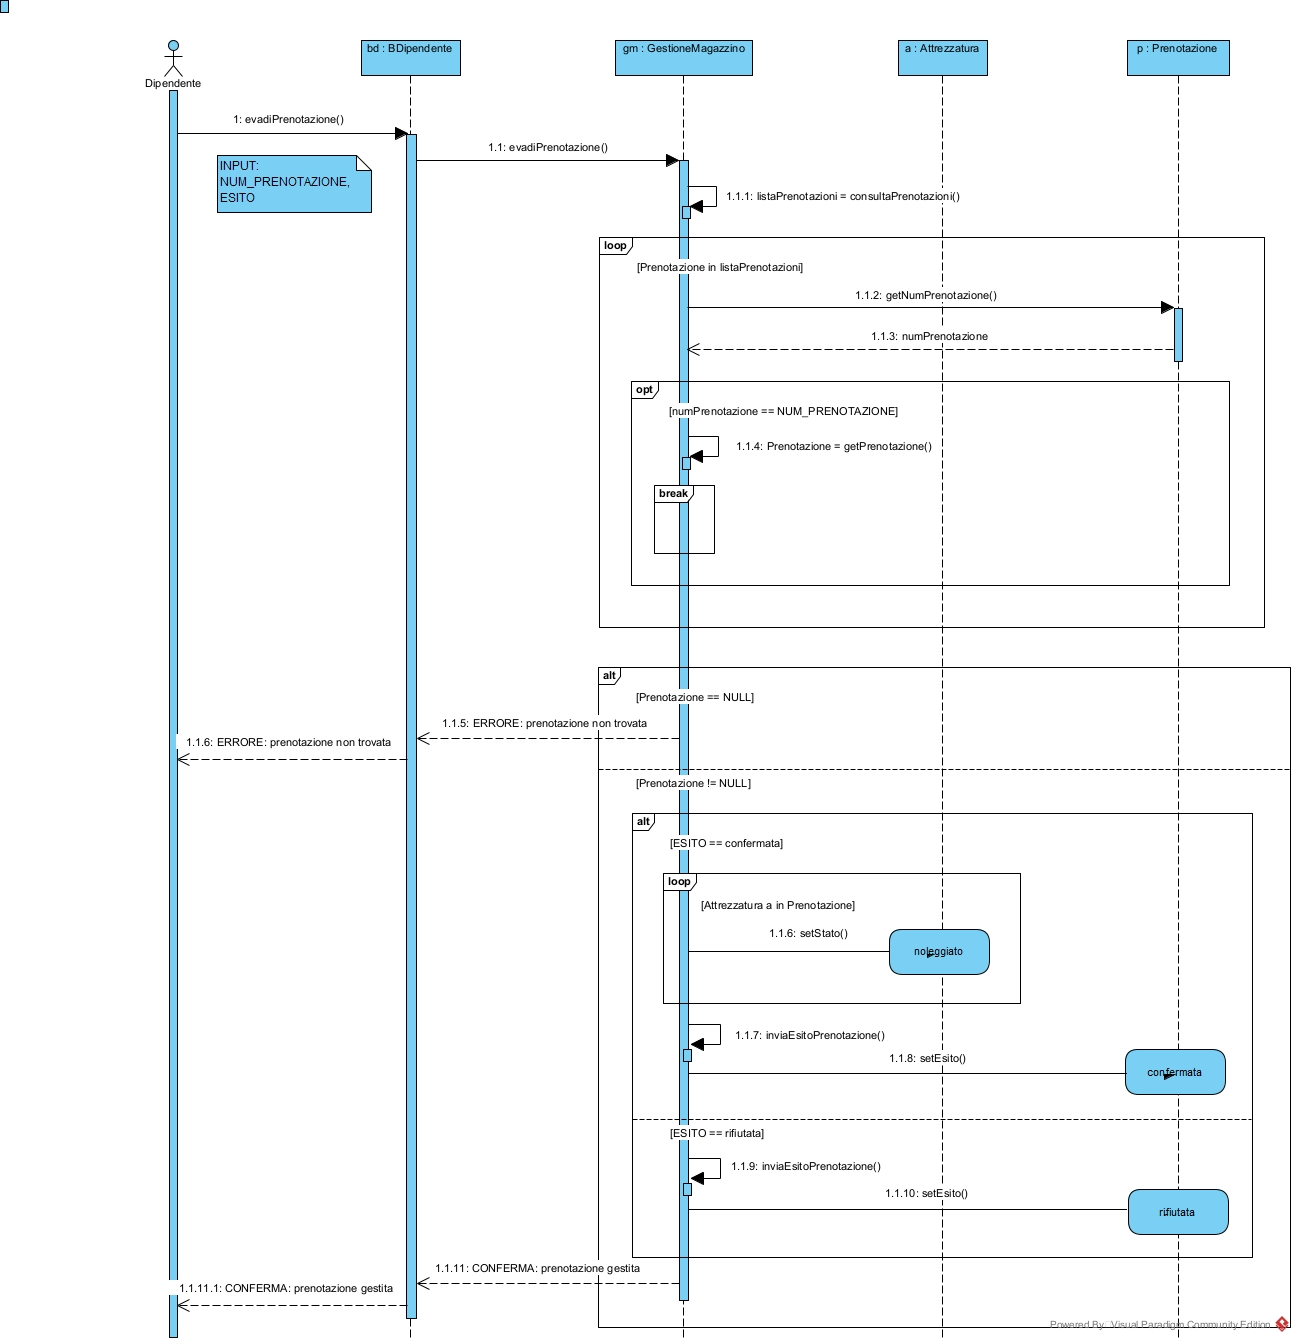 bd : BDipendente
gm : GestioneMagazzino
a : Attrezzatura
p : Prenotazione
Dipendente
1: evadiPrenotazione()
1.1: evadiPrenotazione()
INPUT:
NUM_PRENOTAZIONE,
ESITO
1.1.1: listaPrenotazioni = consultaPrenotazioni()
loop
[Prenotazione in listaPrenotazioni]
1.1.2: getNumPrenotazione()
1.1.3: numPrenotazione
opt
[numPrenotazione == NUM_PRENOTAZIONE]
1.1.4: Prenotazione = getPrenotazione()
break
alt
[Prenotazione == NULL]
1.1.5: ERRORE: prenotazione non trovata
1.1.6: ERRORE: prenotazione non trovata
[Prenotazione != NULL]
alt
[ESITO == confermata]
loop
[Attrezzatura a in Prenotazione]
1.1.6: setStato()
noleggiato
1.1.7: inviaEsitoPrenotazione()
1.1.8: setEsito()
confermata
[ESITO == rifiutata]
1.1.9: inviaEsitoPrenotazione()
1.1.10: setEsito()
rifiutata
1.1.11: CONFERMA: prenotazione gestita
1.1.11.1: CONFERMA: prenotazione gestita
Powered By Visual Paradigm Community Edition